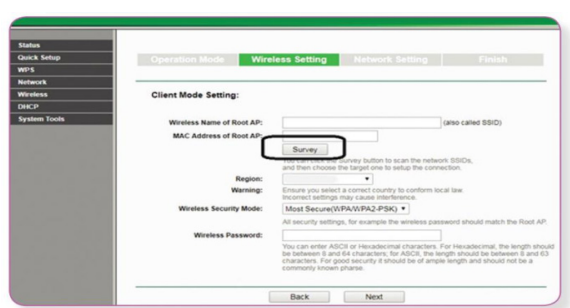 Status
Quick Setup
WPS
Network
Wireless
DHCP
System Tools
Operation Mode Wireless Setting Network Setting Finish
Client Mode Setting:
Wireless Name of Root AP: (also called SSID)
MAC Address of Root AP:
Survey
You can click the survey button to scan the network SSIDs,
and then choose the target one to setup the connection.
Region:
Warning: Ensure you select a correct country to conform local law
Incorrect settings may cause interference.
Wireless Security Mode: Most Secure(WPA/WPA2-PSK)
All security settings, for example the wireless password should match the Root AP.
Wireless Password:
You can enter ASCII or Hexadecimal characters. For Hexadecimal, the length should
be between 8 and 64 characters; for ASCII, the length should be between 8 and 63
characters. For good security it should be of ample length and should not be a
commonly known pharse.
Back Next